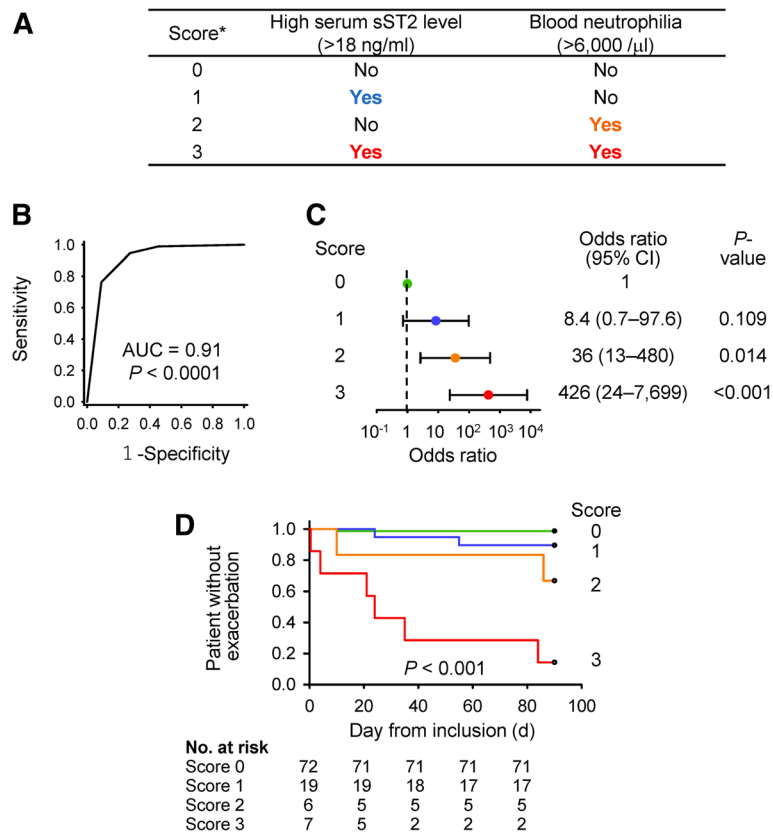 A
Score* High serum sST2 level (>18 ng/ml) Blood neutrophilia (>6,000 /μl)
0 No No
1 Yes No
2 No Yes
3 Yes Yes
B
Sensitivity
1.0
0.8
0.6
0.4
0.2
0.0
AUC = 0.91
P < 0.0001
0.0 0.2 0.4 0.6 0.8 1.0
1 -Specificity
C
Score Odds ratio (95% CI) P-value
0 1
1 8.4 (0.7–97.6) 0.109
2 36 (13–480) 0.014
3 426 (24–7,699) <0.001
10-1 1 10 10² 10³ 10⁴
Odds ratio
D
Patient without exacerbation
1.0
0.8
0.6
0.4
0.2
0.0
Score
0
1
2
3
P < 0.001
0 20 40 60 80 100
Day from inclusion (d)
No. at risk
Score 0 72 71 71 71 71
Score 1 19 19 18 17 17
Score 2 6 5 5 5 5
Score 3 7 5 2 2 2